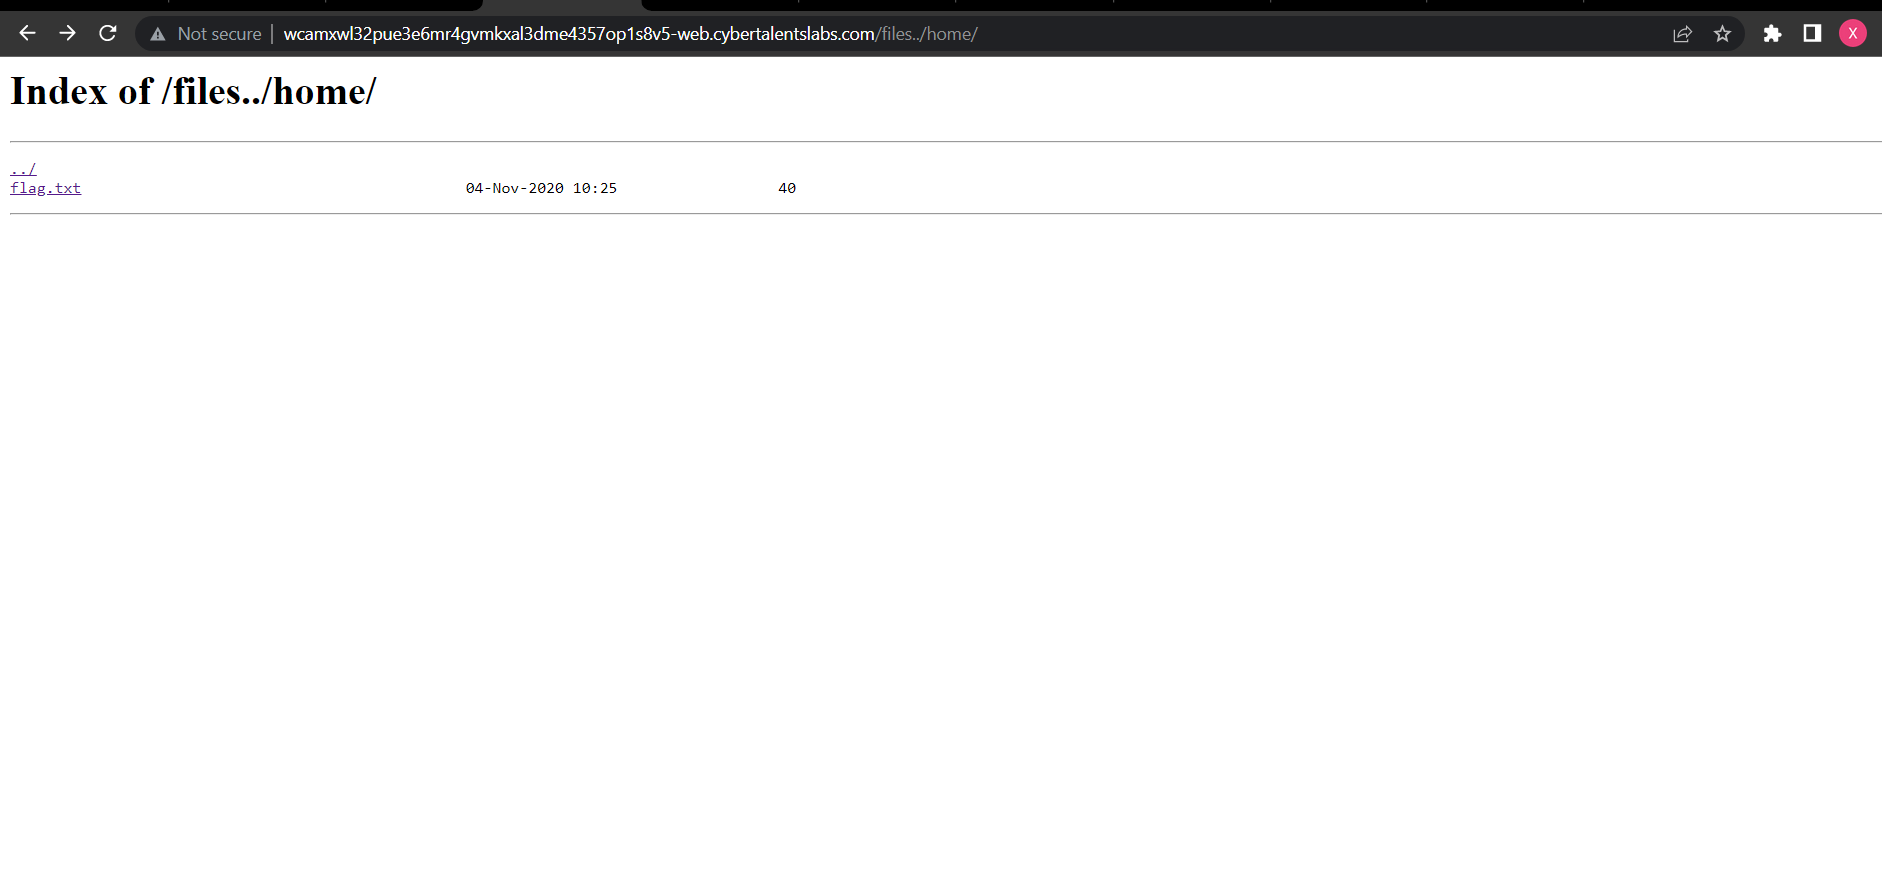 Not secure | wcamxwl32pue3e6mr4gvmkxal3dme4357op1s8v5-web.cybertalentslabs.com/files../home/
X
Index of /files../home/
../
flag.txt 04-Nov-2020 10:25 40